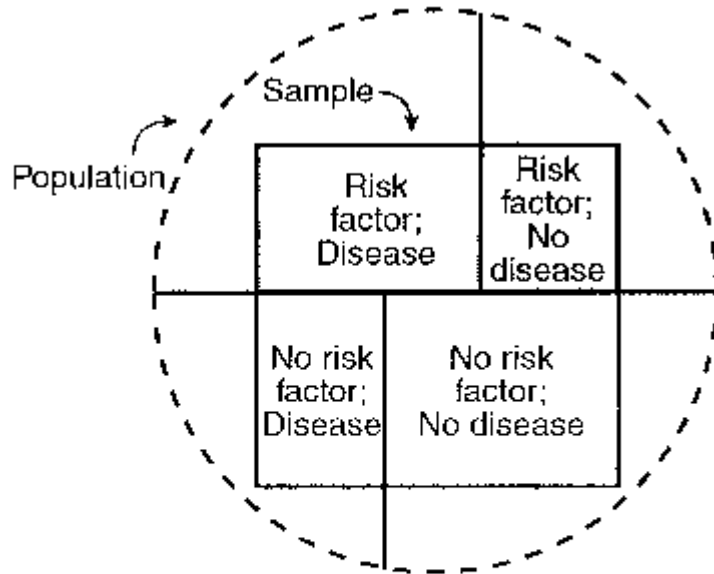 Sample
Population
Risk
factor;
Disease
Risk
factor;
No
disease
No risk
factor;
Disease
No risk
factor;
No disease